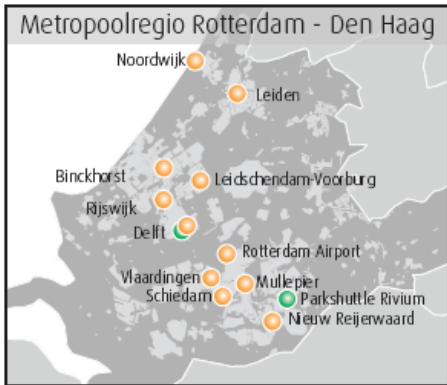 Metropoolregio Rotterdam - Den Haag
Noordwijk
Leiden
Binckhorst
Leidschendam-Voorburg
Rijswijk
Delft
Rotterdam Airport
Vlaardingen
Mullepier
Schiedam
Parkshuttle Rivium
Nieuw Reijerwaard